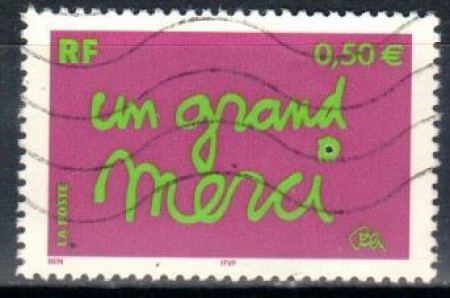 RF 0,50 €
un grand
merci
LA POSTE
Ben
BEN ITVF